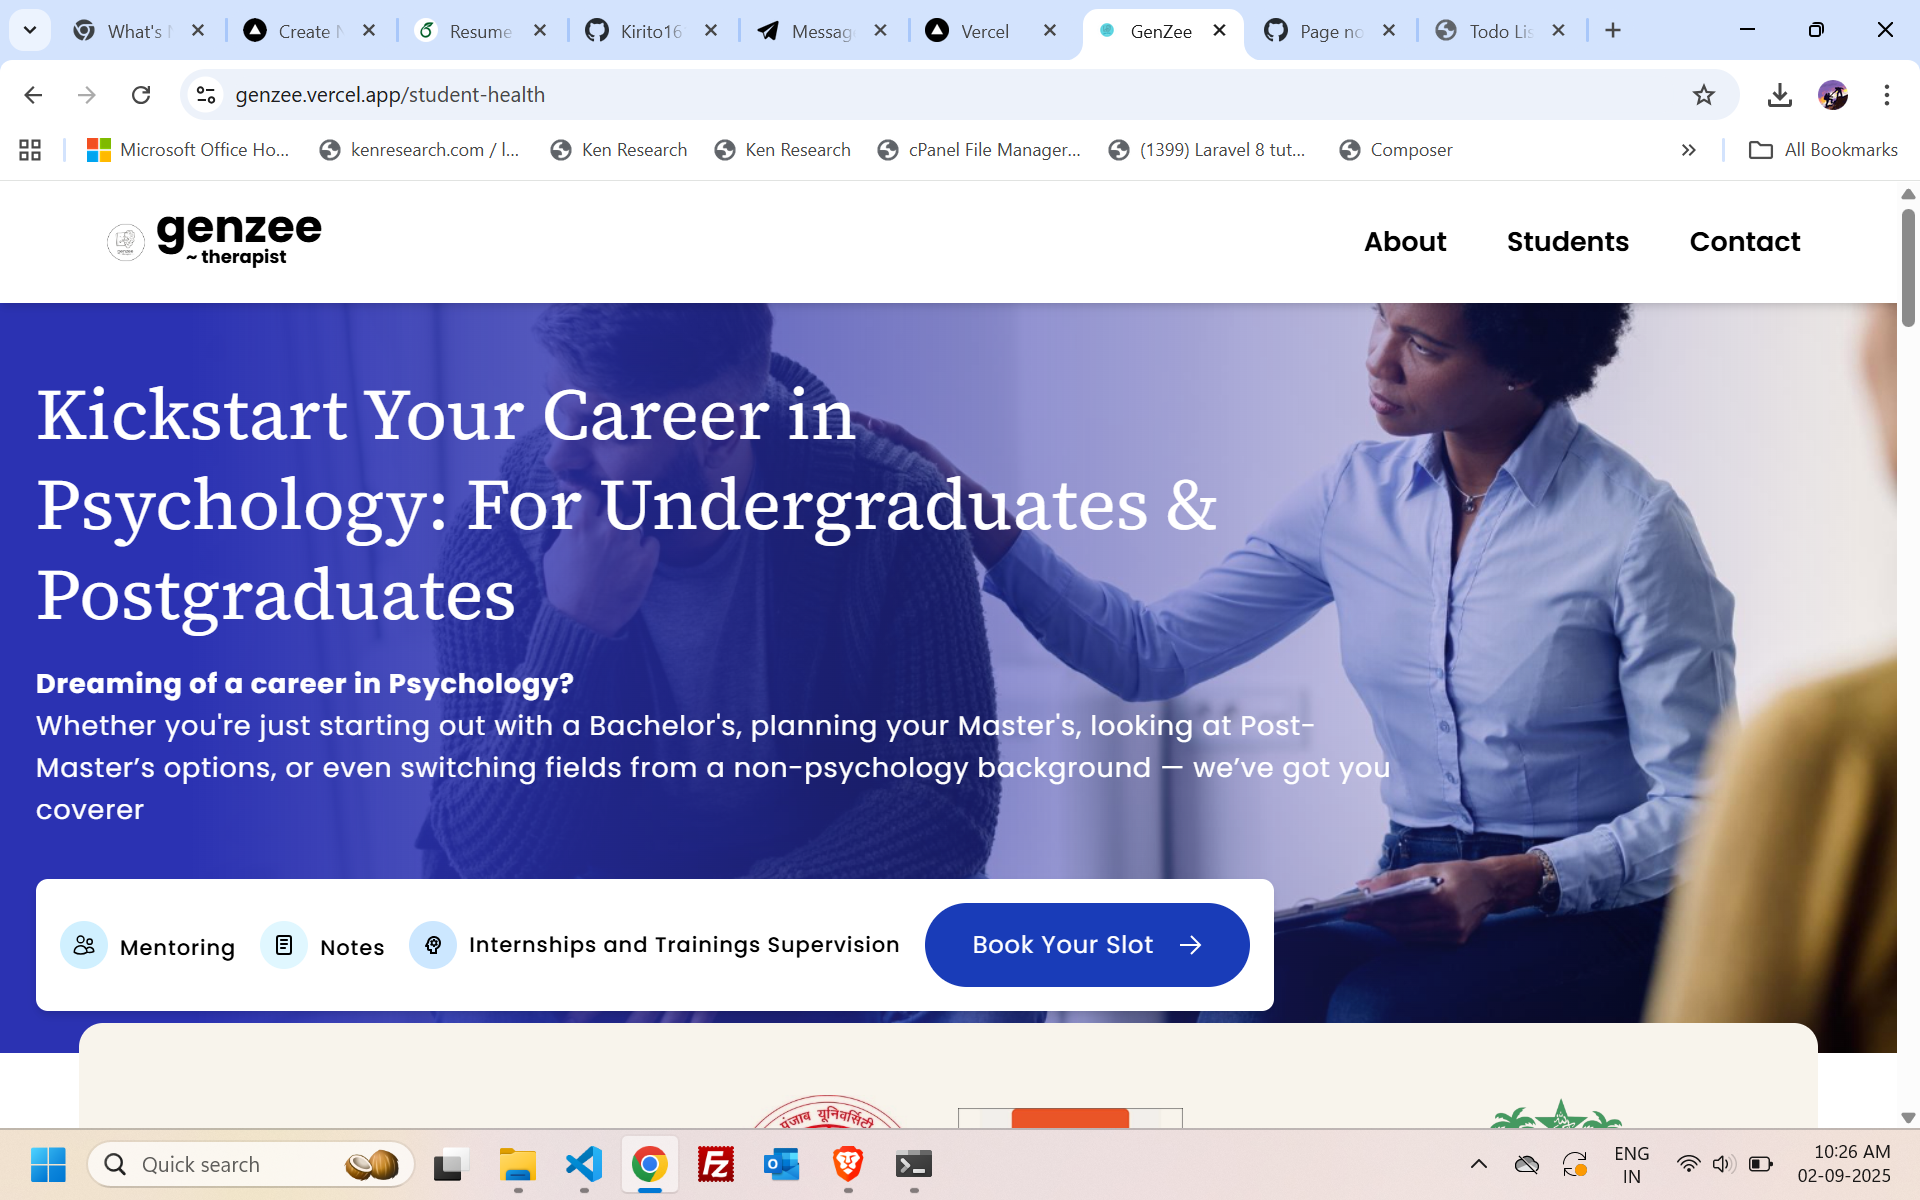 What's
Create
Resume
Kirito16
Messag
Vercel
GenZee
Page no
Todo Lis
genzee.vercel.app/student-health
Microsoft Office Ho...
kenresearch.com / l...
Ken Research
Ken Research
cPanel File Manager...
(1399) Laravel 8 tut...
Composer
All Bookmarks
genzee
~ therapist
About
Students
Contact
Kickstart Your Career in
Psychology: For Undergraduates &
Postgraduates
Dreaming of a career in Psychology?
Whether you're just starting out with a Bachelor's, planning your Master's, looking at Post-
Master’s options, or even switching fields from a non-psychology background — we’ve got you
coverer
Mentoring
Notes
Internships and Trainings Supervision
Book Your Slot
पंजाब यूनिवर्सिटी
Quick search
ENG
IN
10:26 AM
02-09-2025